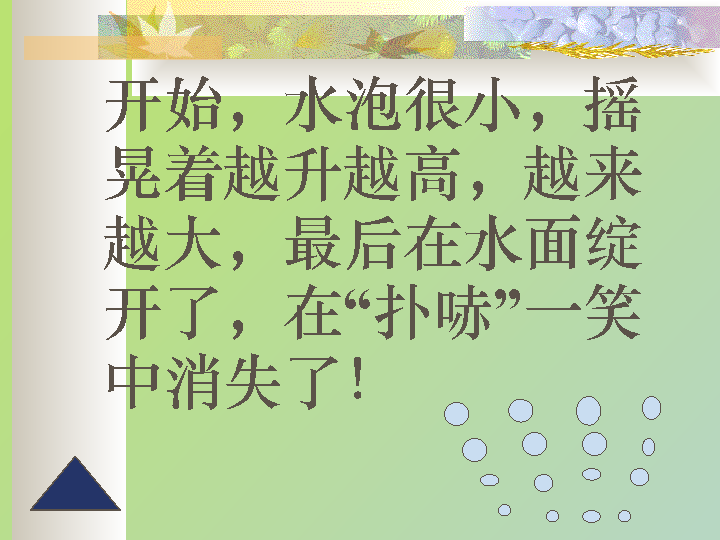 开始，水泡很小，摇
晃着越升越高，越来
越大，最后在水面绽
开了，在“扑哧”一笑
中消失了！